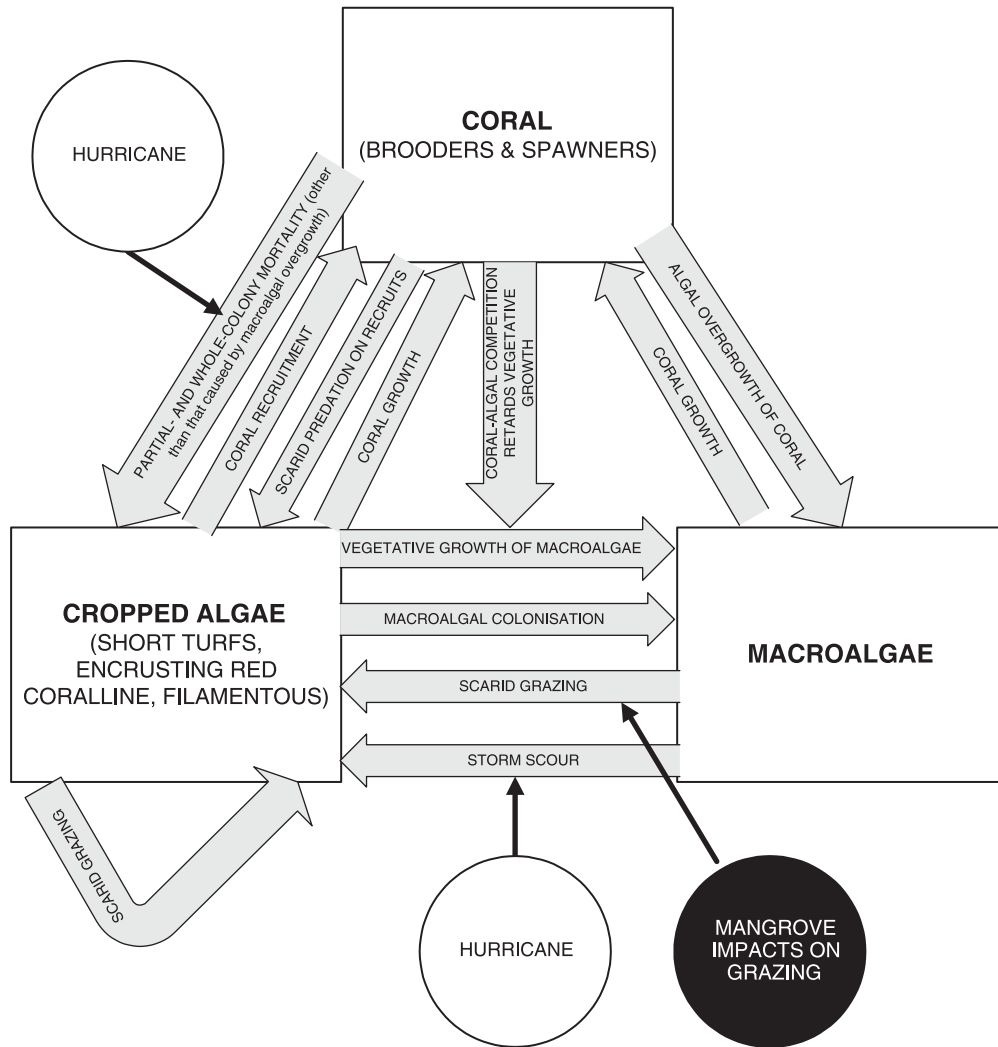 CORAL
(BROODERS & SPAWNERS)
HURRICANE
PARTIAL- AND WHOLE-COLONY MORTALITY (other
than that caused by macroalgal overgrowth)
CORAL RECRUITMENT
SCARID PREDATION ON RECRUITS
CORAL GROWTH
CORAL-ALGAL COMPETITION
RETARDS VEGETATIVE
GROWTH
CORAL GROWTH
ALGAL OVERGROWTH OF CORAL
VEGETATIVE GROWTH OF MACROALGAE
MACROALGAL COLONISATION
SCARID GRAZING
STORM SCOUR
CROPPED ALGAE
(SHORT TURFS,
ENCRUSTING RED
CORALLINE, FILAMENTOUS)
MACROALGAE
SCARID GRAZING
HURRICANE
MANGROVE
IMPACTS ON
GRAZING